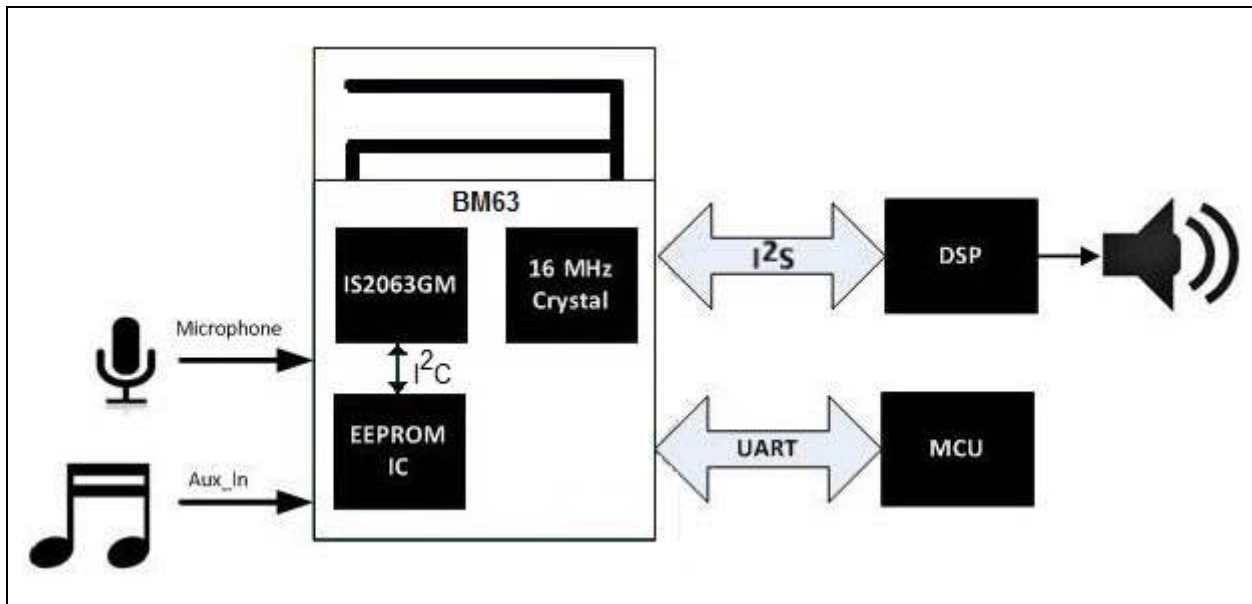 BM63
IS2063GM
16 MHz
Crystal
I²S
DSP
Microphone
I²C
EEPROM
IC
UART
MCU
Aux_In